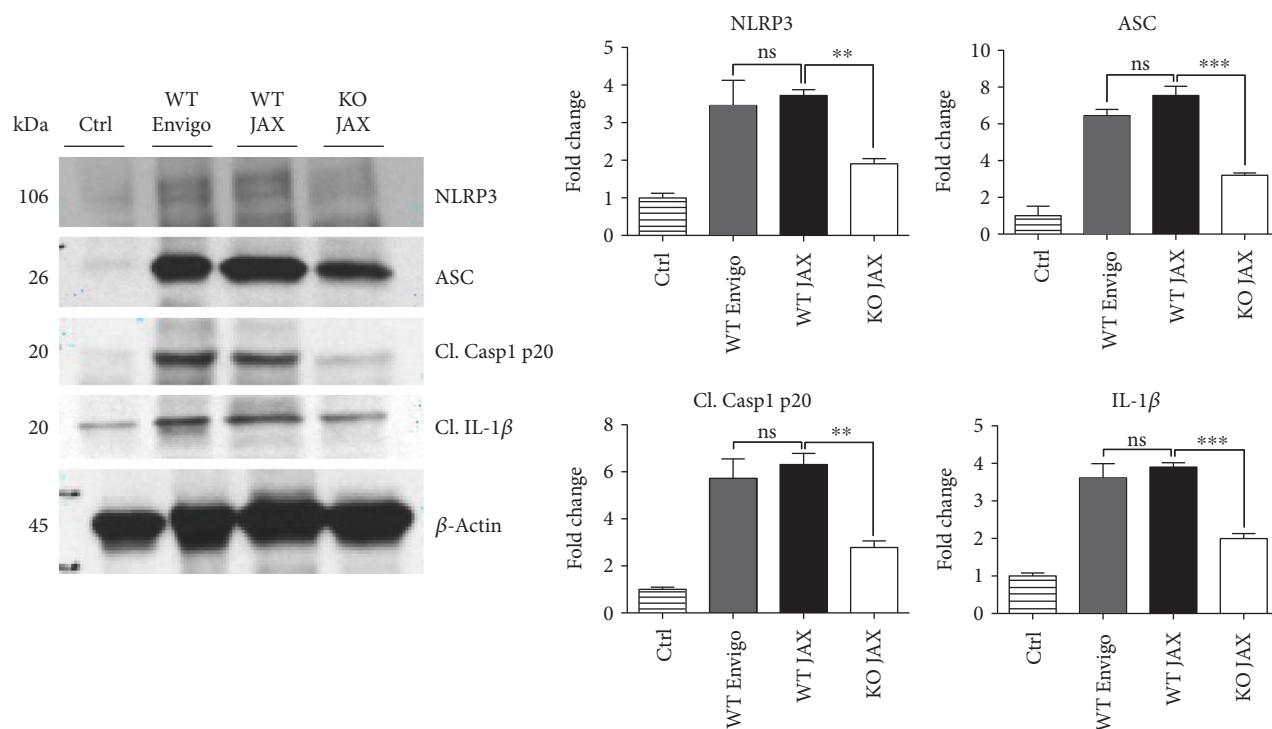 kDa
Ctrl
WT
Envigo
WT
JAX
KO
JAX
106
NLRP3
26
ASC
20
Cl. Casp1 p20
20
Cl. IL-1β
45
β-Actin
NLRP3
Fold change
5
4
3
2
1
0
ns
**
Ctrl
WT Envigo
WT JAX
KO JAX
ASC
Fold change
10
8
6
4
2
0
ns
***
Ctrl
WT Envigo
WT JAX
KO JAX
Cl. Casp1 p20
Fold change
8
6
4
2
0
ns
**
Ctrl
WT Envigo
WT JAX
KO JAX
IL-1β
Fold change
5
4
3
2
1
0
ns
***
Ctrl
WT Envigo
WT JAX
KO JAX